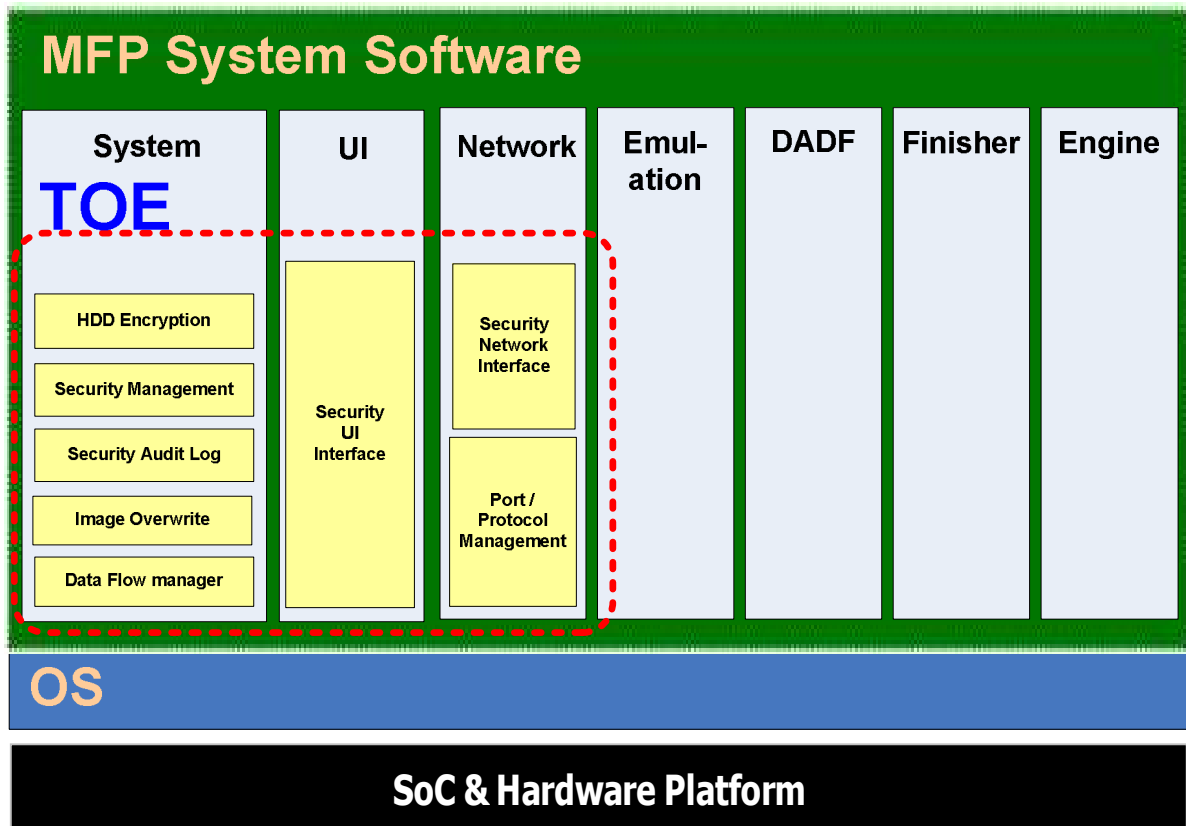 MFP System Software
System
UI
Network
Emul-
ation
DADF
Finisher
Engine
TOE
HDD Encryption
Security Management
Security Audit Log
Image Overwrite
Data Flow manager
Security
UI
Interface
Security
Network
Interface
Port /
Protocol
Management
OS
SoC & Hardware Platform